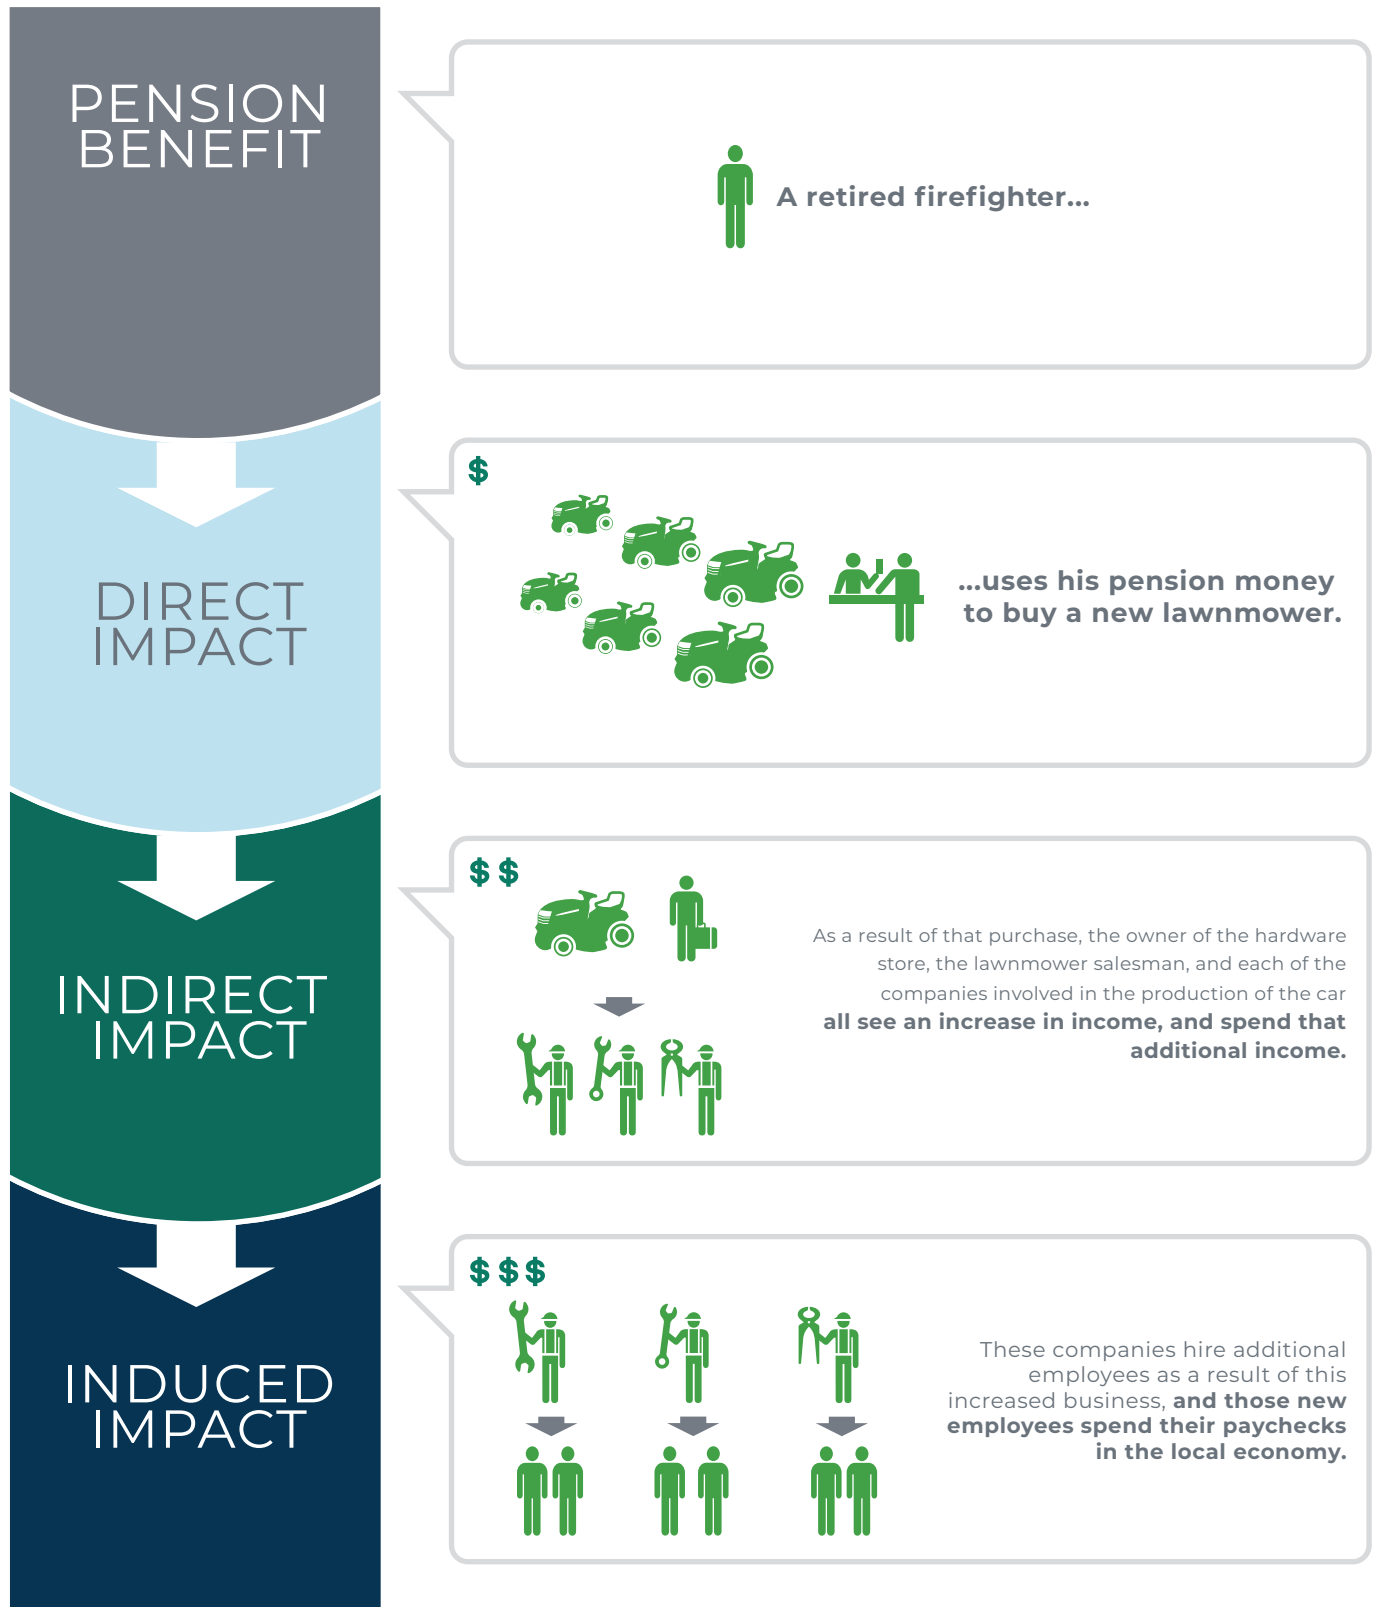 PENSION
BENEFIT
A retired firefighter...
DIRECT
IMPACT
$
...uses his pension money
to buy a new lawnmower.
INDIRECT
IMPACT
$ $
As a result of that purchase, the owner of the hardware
store, the lawnmower salesman, and each of the
companies involved in the production of the car
all see an increase in income, and spend that
additional income.
INDUCED
IMPACT
$ $ $
These companies hire additional
employees as a result of this
increased business, and those new
employees spend their paychecks
in the local economy.